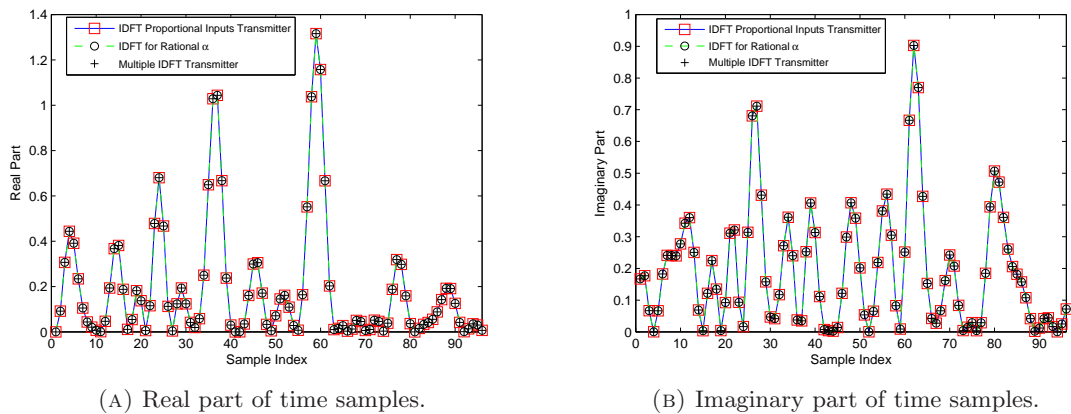 1.4
1.2
1
0.8
0.6
0.4
0.2
0
0 10 20 30 40 50 60 70 80 90
Real Part
Sample Index
IDFT Proportional Inputs Transmitter
IDFT for Rational α
Multiple IDFT Transmitter
(A) Real part of time samples.
1
0.9
0.8
0.7
0.6
0.5
0.4
0.3
0.2
0.1
0
0 10 20 30 40 50 60 70 80 90
Imaginary Part
Sample Index
IDFT Proportional Inputs Transmitter
IDFT for Rational α
Multiple IDFT Transmitter
(B) Imaginary part of time samples.